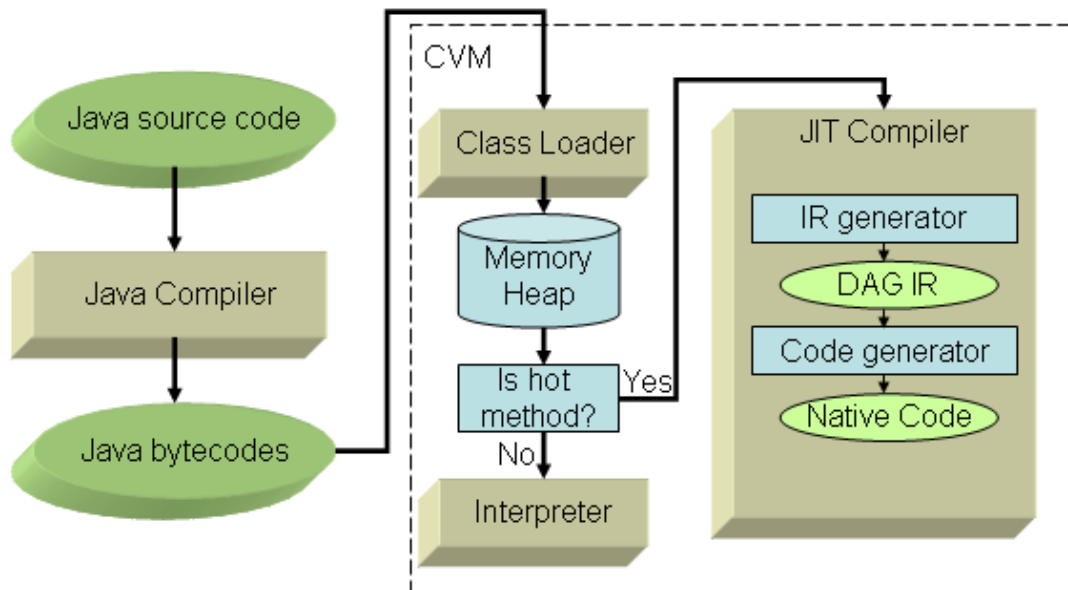 Java source code
Java Compiler
Java bytecodes
CVM
Class Loader
Memory
Heap
Is hot
method?
Yes
No
Interpreter
JIT Compiler
IR generator
DAG IR
Code generator
Native Code